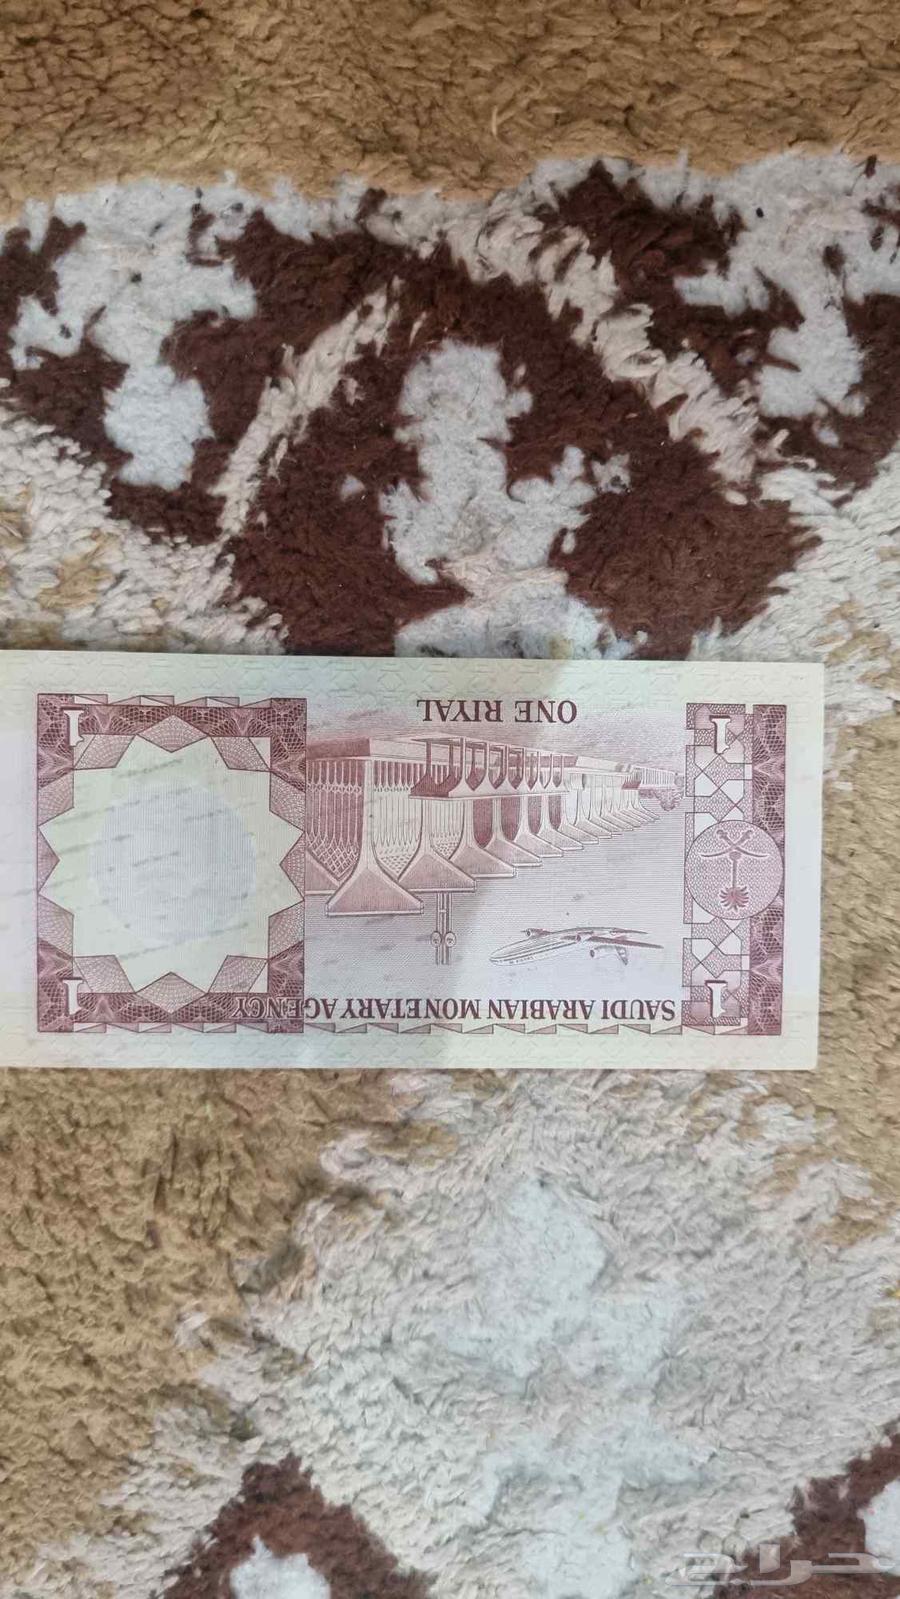 SAUDI ARABIAN MONETARY AGENCY
1
1
ONE RIYAL
1
1
حراج